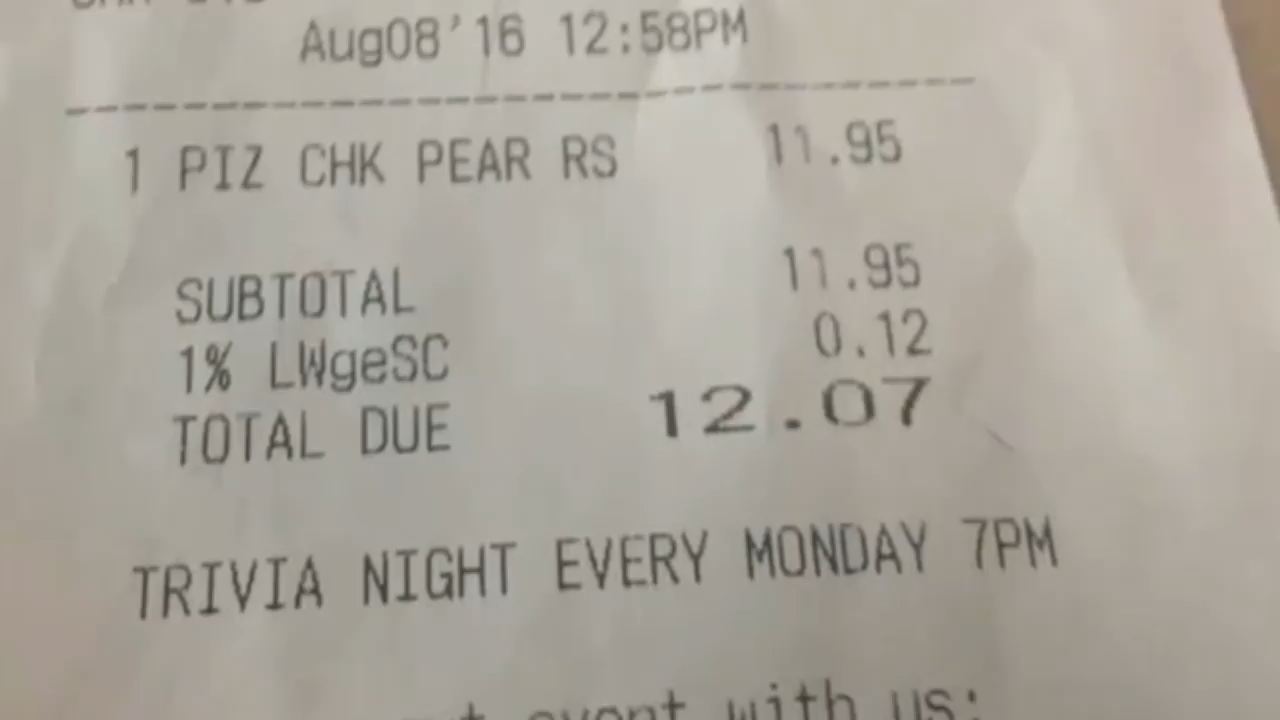 Aug08'16 12:58PM
1 PIZ CHK PEAR RS 11.95
SUBTOTAL 11.95
1% LWgeSC 0.12
TOTAL DUE 12.07
TRIVIA NIGHT EVERY MONDAY 7PM
event with us: